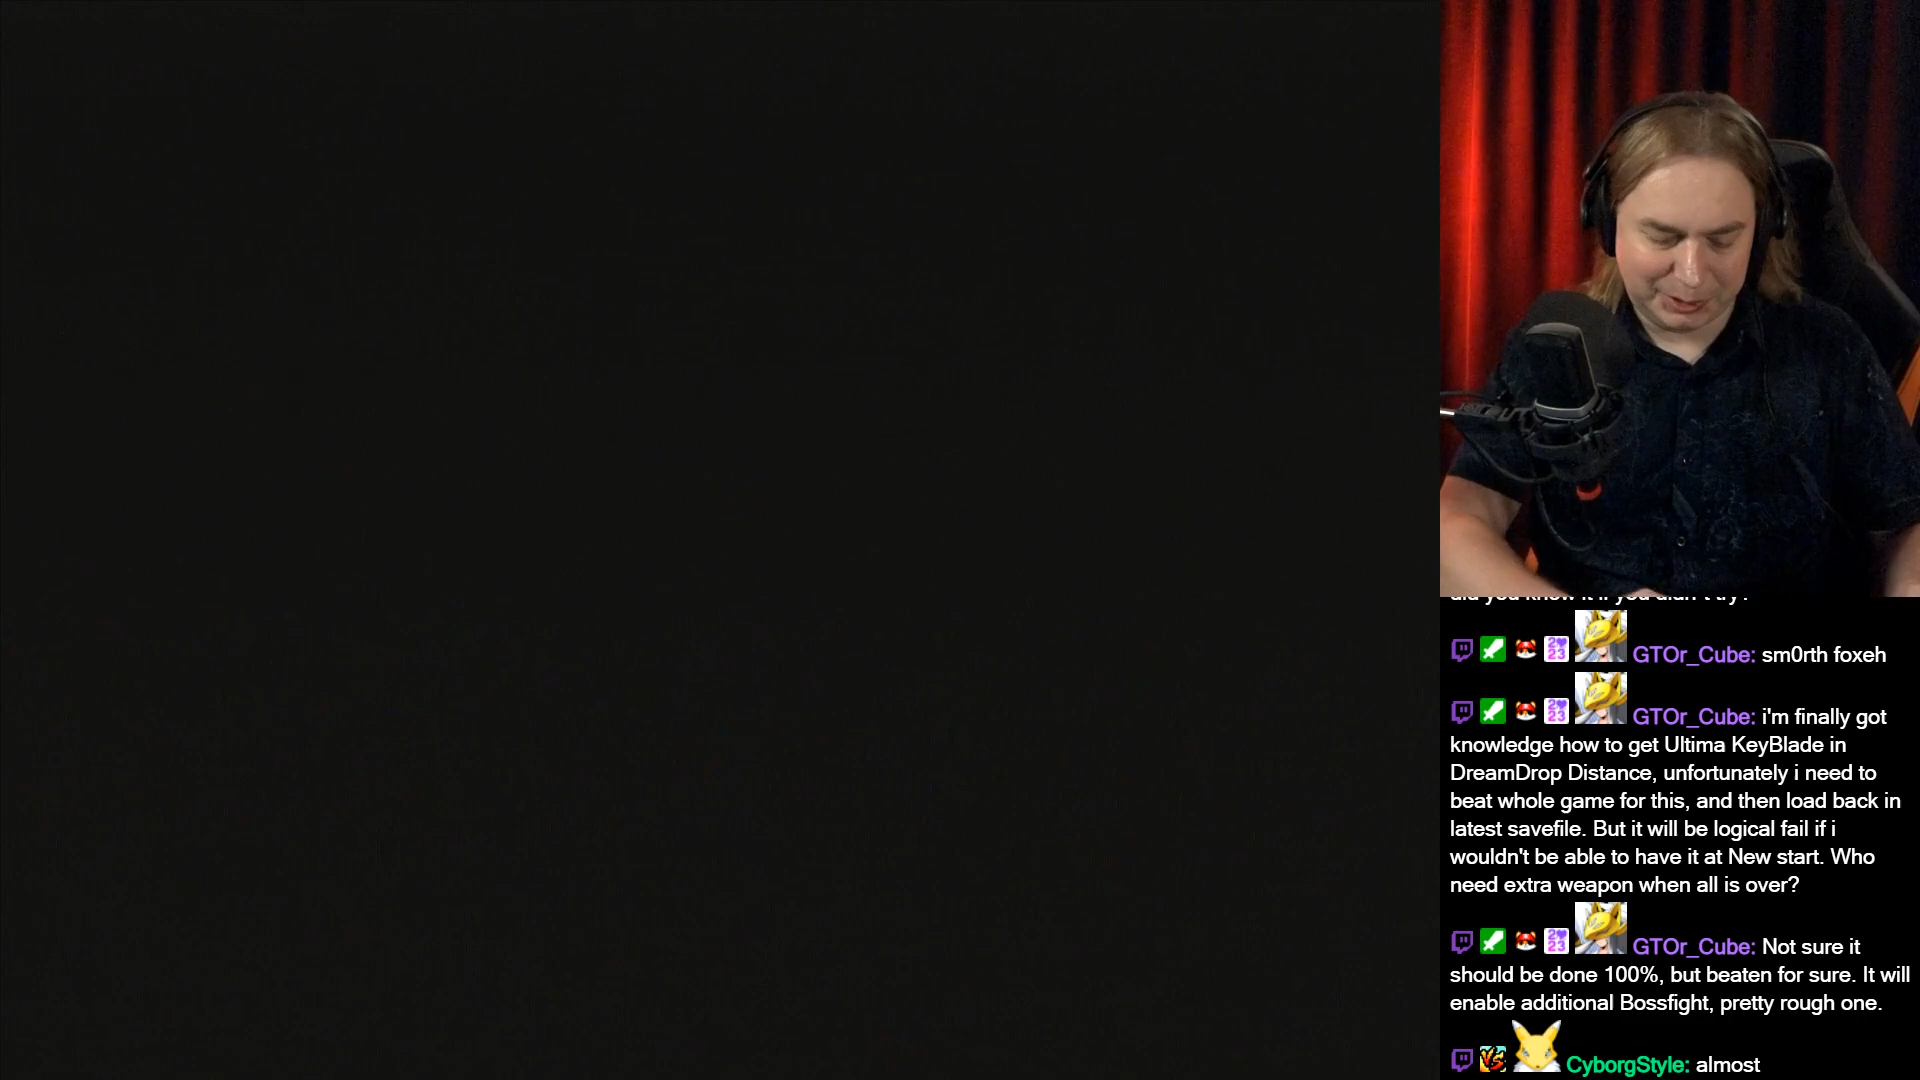 GTOr_Cube: sm0rth foxeh
GTOr_Cube: i'm finally got
knowledge how to get Ultima KeyBlade in
DreamDrop Distance, unfortunately i need to
beat whole game for this, and then load back in
latest savefile. But it will be logical fail if i
wouldn't be able to have it at New start. Who
need extra weapon when all is over?
GTOr_Cube: Not sure it
should be done 100%, but beaten for sure. It will
enable additional Bossfight, pretty rough one.
CyborgStyle: almost